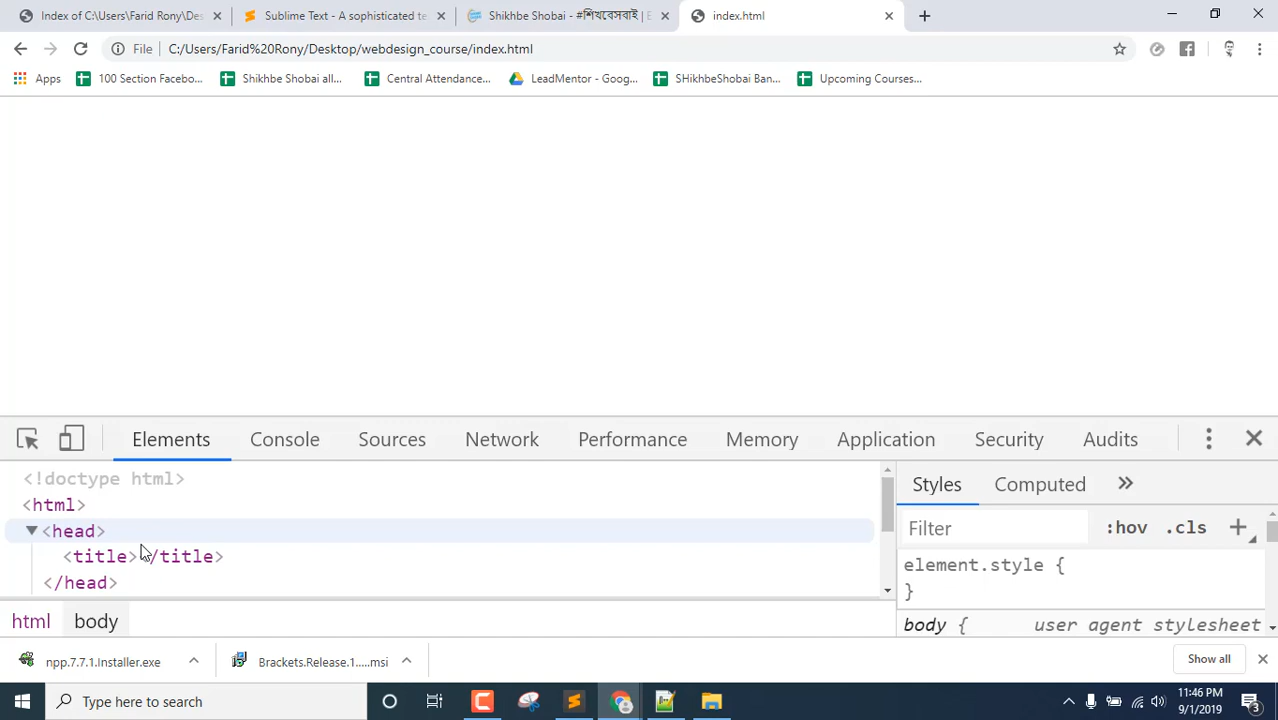 Index of C:\Users\Farid Rony\Des
Sublime Text - A sophisticated te
Shikhbe Shobai - #শিখবেসবাই | E
index.html
File
C:/Users/Farid%20Rony/Desktop/webdesign_course/index.html
Apps
100 Section Facebo...
Shikhbe Shobai all...
Central Attendance...
LeadMentor - Goog...
SHikhbeShobai Ban...
Upcoming Courses...
Elements
Console
Sources
Network
Performance
Memory
Application
Security
Audits
<!doctype html>
<html>
<head>
<title></title>
</head>
html
body
Styles
Computed
Filter
:hov
.cls
element.style {
}
body {
user agent stylesheet
npp.7.7.1.Installer.exe
Brackets.Release.1.....msi
Show all
Type here to search
11:46 PM
9/1/2019
3